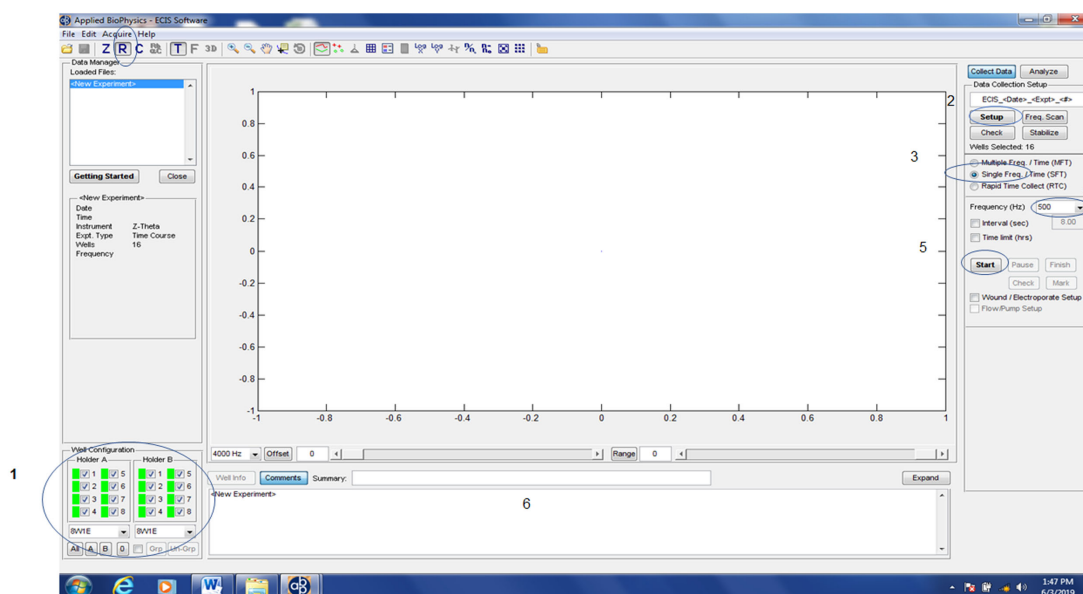 Applied BioPhysics - ECIS Software
File Edit Acquire Help
Z R C T F 3D
Data Manager
Loaded Files:
<New Experiment>
Getting Started Close
<New Experiment>
Date
Time
Instrument Z-Theta
Expt. Type Time Course
Wells 16
Frequency
Well Configuration
Holder A Holder B
1 5 1 5
2 6 2 6
3 7 3 7
4 8 4 8
8W1E 8W1E
All A B 0 Grp Un-Grp
1
1
0.8
0.6
0.4
0.2
0
-0.2
-0.4
-0.6
-0.8
-1
-1 -0.8 -0.6 -0.4 -0.2 0 0.2 0.4 0.6 0.8 1
4000 Hz Offset 0 Range 0
Well Info Comments Summary: Expand
<New Experiment>
6
2
3
5
Collect Data Analyze
Data Collection Setup
ECIS_<Date>_<Expt>_<#>
Setup Freq. Scan
Check Stabilize
Wells Selected: 16
Multiple Freq. / Time (MFT)
Single Freq. / Time (SFT)
Rapid Time Collect (RTC)
Frequency (Hz) 500
Interval (sec) 8.00
Time limit (hrs)
Start Pause Finish
Check Mark
Wound / Electroporate Setup
Flow/Pump Setup
1:47 PM
6/3/2019